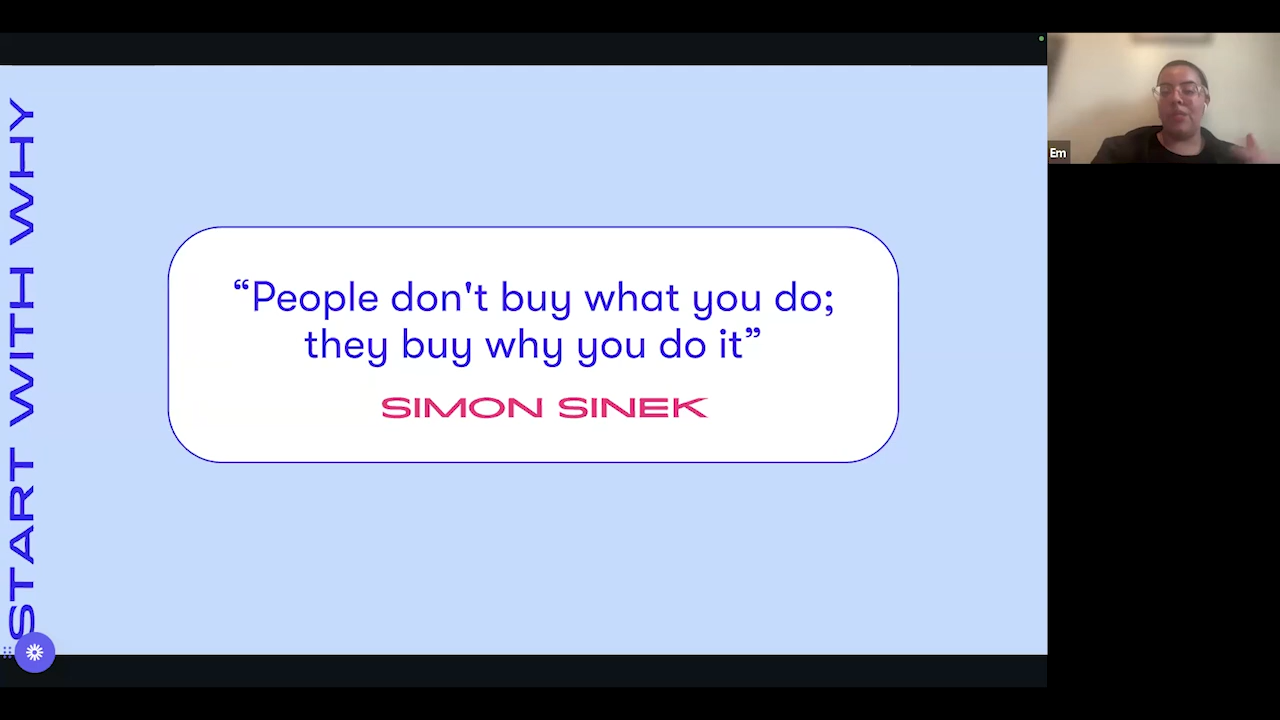 START WITH WHY
“People don't buy what you do;
they buy why you do it”
SIMON SINEK
Em